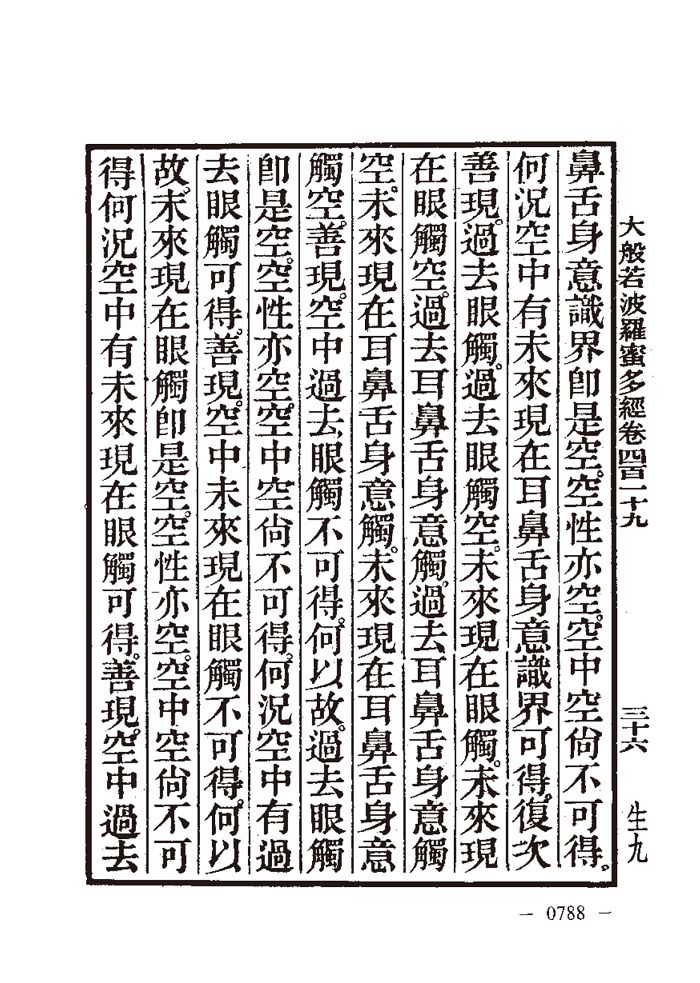 大般若波羅蜜多經卷四百二十九 三十六 生九
鼻舌身意識界卽是空。空性亦空。空中空尙不可得。
何況空中有未來現在耳鼻舌身意識界可得。復次
善現。過去眼觸。過去眼觸空。未來現在眼觸。未來現
在眼觸空。過去耳鼻舌身意觸。過去耳鼻舌身意觸
空。未來現在耳鼻舌身意觸。未來現在耳鼻舌身意
觸空。善現。空中過去眼觸不可得。何以故。過去眼觸
卽是空。空性亦空。空中空尙不可得。何況空中有過
去眼觸可得。善現。空中未來現在眼觸不可得。何以
故。未來現在眼觸卽是空。空性亦空。空中空尙不可
得何況空中有未來現在眼觸可得。善現。空中過去
— 0788 —